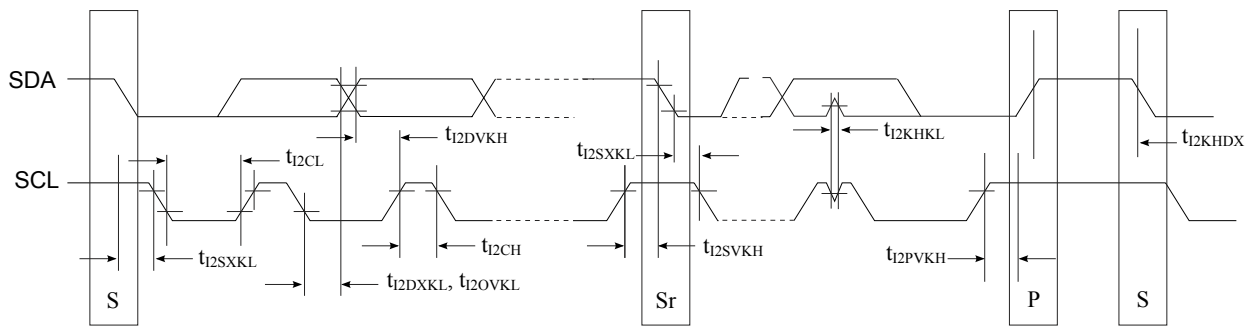 SDA
tI2DVKH
tI2KHKL
tI2KHDX
tI2CL
tI2SXKL
SCL
tI2SXKL
tI2CH
tI2SVKH
tI2PVKH
tI2DXKL, tI2OVKL
S
Sr
P
S